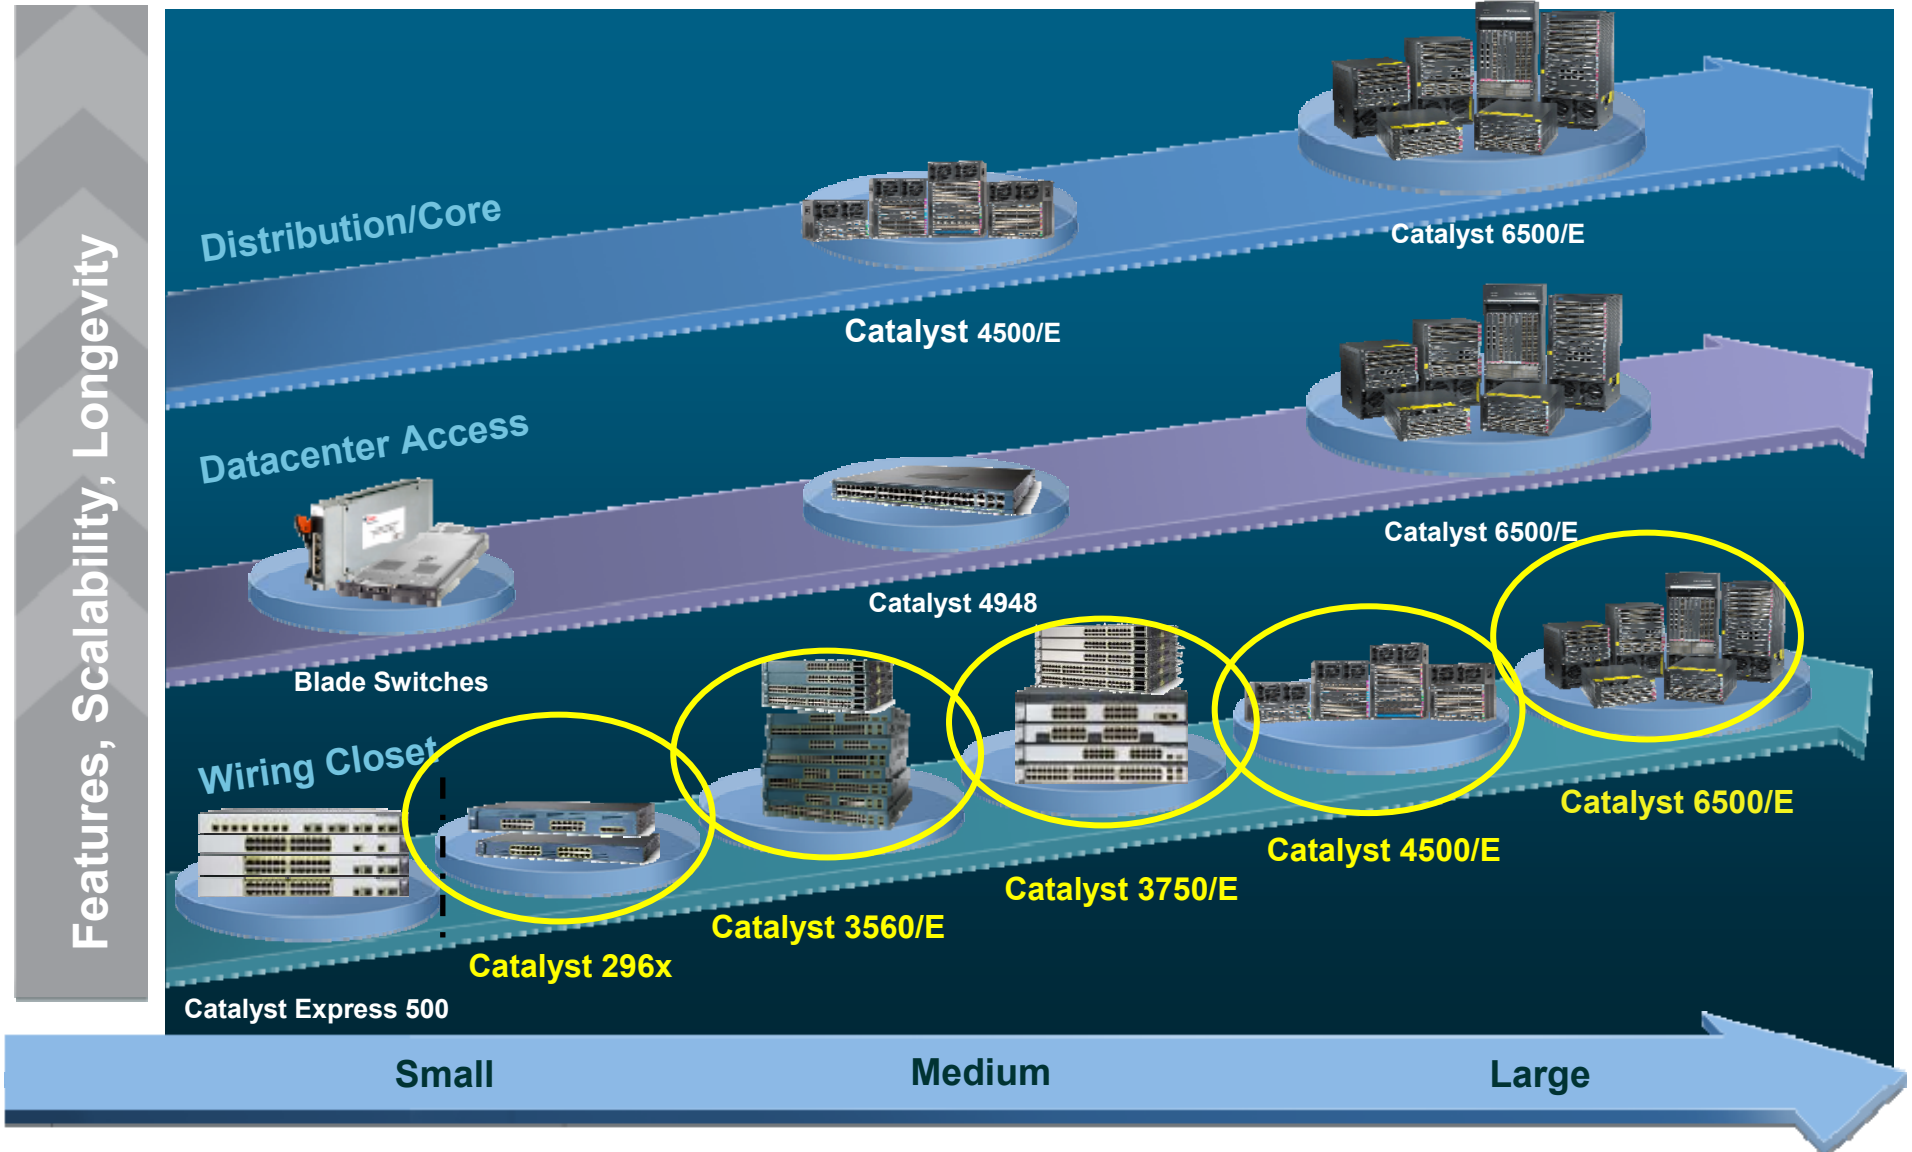 Features, Scalability, Longevity
Distribution/Core
Catalyst 4500/E
Catalyst 6500/E
Datacenter Access
Blade Switches
Catalyst 4948
Catalyst 6500/E
Wiring Closet
Catalyst Express 500
Catalyst 296x
Catalyst 3560/E
Catalyst 3750/E
Catalyst 4500/E
Catalyst 6500/E
Small
Medium
Large